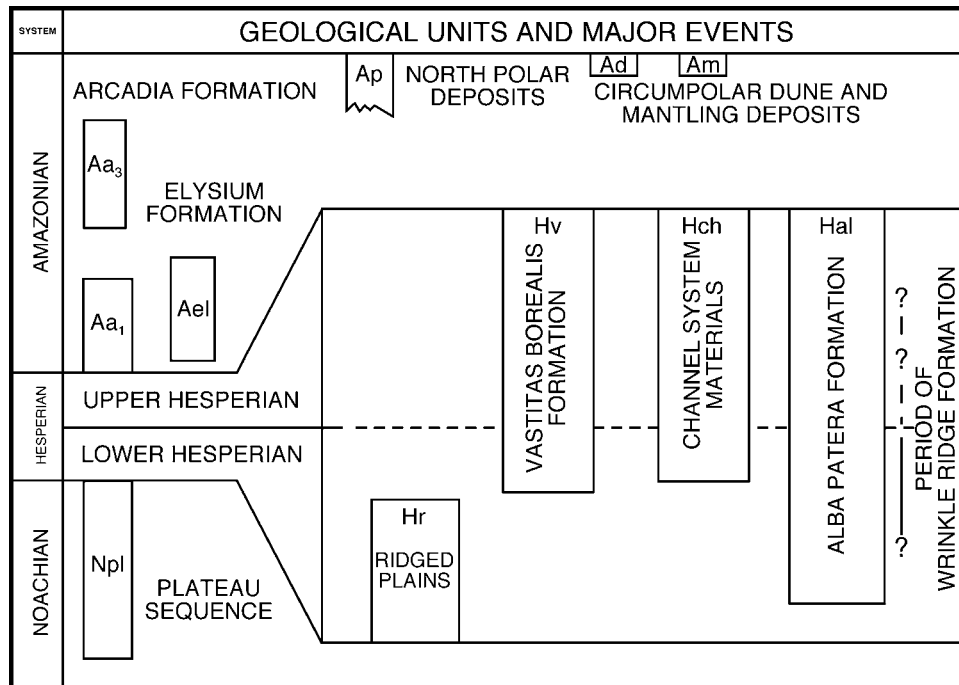 SYSTEM
GEOLOGICAL UNITS AND MAJOR EVENTS
AMAZONIAN
ARCADIA FORMATION
Ap
NORTH POLAR
DEPOSITS
Ad
Am
CIRCUMPOLAR DUNE AND
MANTLING DEPOSITS
Aa3
ELYSIUM
FORMATION
Aa1
Ael
Hv
VASTITAS BOREALIS
FORMATION
Hch
CHANNEL SYSTEM
MATERIALS
Hal
ALBA PATERA FORMATION
?
?
?
PERIOD OF
WRINKLE RIDGE FORMATION
HESPERIAN
UPPER HESPERIAN
LOWER HESPERIAN
NOACHIAN
Npl
PLATEAU
SEQUENCE
Hr
RIDGED
PLAINS